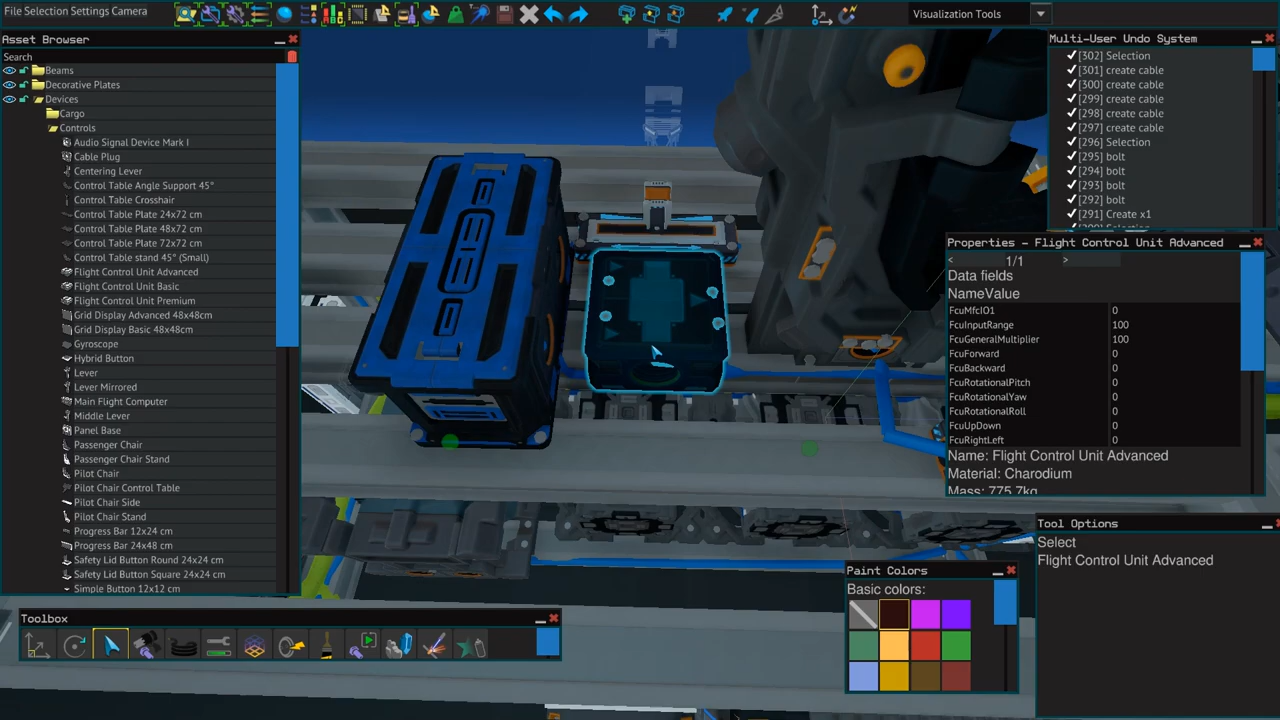 File Selection Settings Camera
Visualization Tools
Asset Browser
Search
Beams
Decorative Plates
Devices
Cargo
Controls
Audio Signal Device Mark I
Cable Plug
Centering Lever
Control Table Angle Support 45°
Control Table Crosshair
Control Table Plate 24x72 cm
Control Table Plate 48x72 cm
Control Table Plate 72x72 cm
Control Table stand 45° (Small)
Flight Control Unit Advanced
Flight Control Unit Basic
Flight Control Unit Premium
Grid Display Advanced 48x48cm
Grid Display Basic 48x48cm
Gyroscope
Hybrid Button
Lever
Lever Mirrored
Main Flight Computer
Middle Lever
Panel Base
Passenger Chair
Passenger Chair Stand
Pilot Chair
Pilot Chair Control Table
Pilot Chair Side
Pilot Chair Stand
Progress Bar 12x24 cm
Progress Bar 24x48 cm
Safety Lid Button Round 24x24 cm
Safety Lid Button Square 24x24 cm
Simple Button 12x12 cm
Toolbox
Multi-User Undo System
[302] Selection
[301] create cable
[300] create cable
[299] create cable
[298] create cable
[297] create cable
[296] Selection
[295] bolt
[294] bolt
[293] bolt
[292] bolt
[291] Create x1
Properties - Flight Control Unit Advanced
< 1/1 >
Data fields
NameValue
FcuMfcIO1 0
FcuInputRange 100
FcuGeneralMultiplier 100
FcuForward 0
FcuBackward 0
FcuRotationalPitch 0
FcuRotationalYaw 0
FcuRotationalRoll 0
FcuUpDown 0
FcuRightLeft 0
Name: Flight Control Unit Advanced
Material: Charodium
Mass: 775.7kg
Tool Options
Select
Flight Control Unit Advanced
Paint Colors
Basic colors: